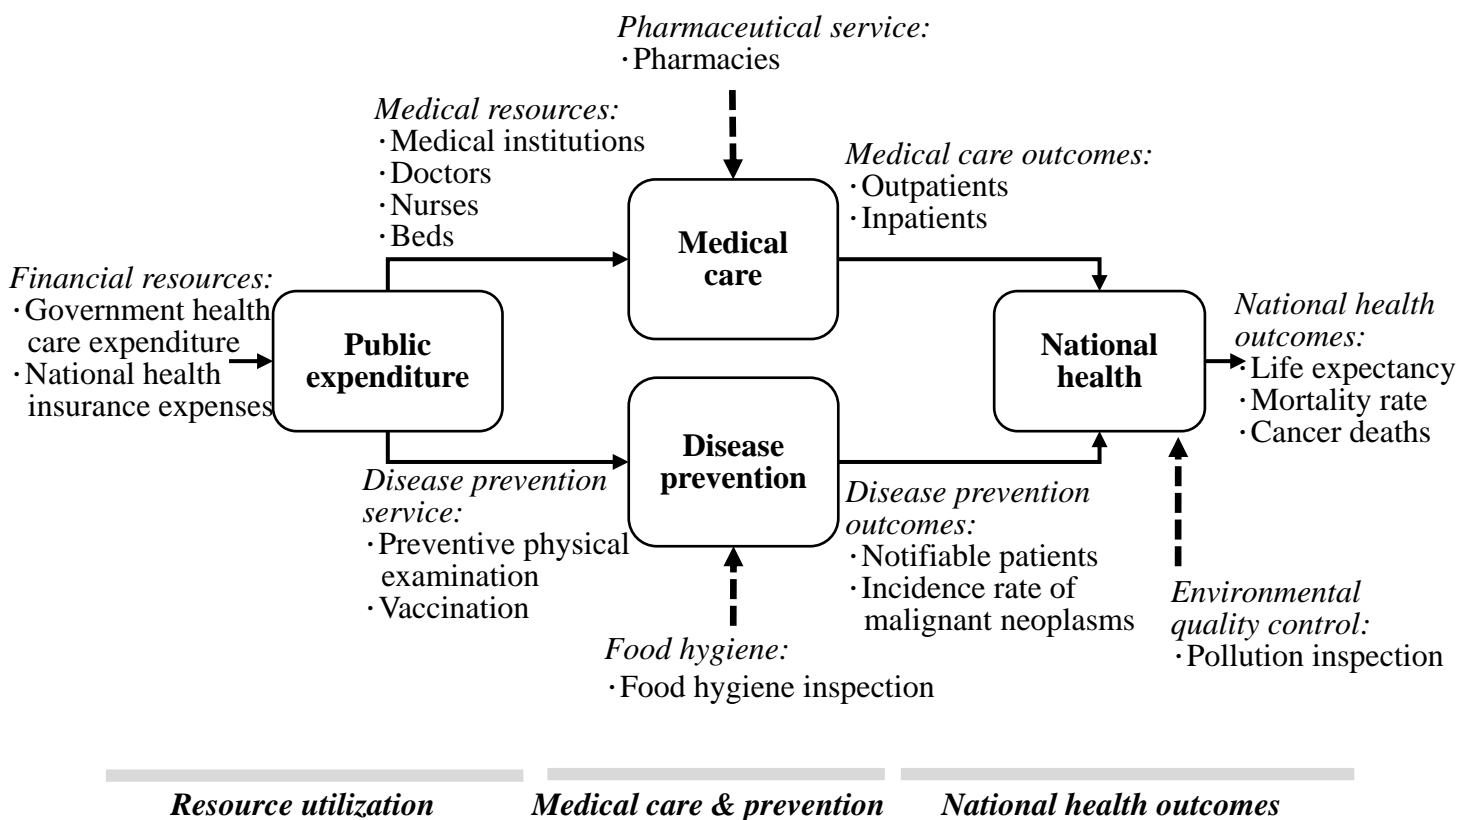 Pharmaceutical service:
·Pharmacies
Medical resources:
·Medical institutions
·Doctors
·Nurses
·Beds
Medical care outcomes:
·Outpatients
·Inpatients
Medical
care
Financial resources:
·Government health
care expenditure
·National health
insurance expenses
Public
expenditure
National
health
National health
outcomes:
·Life expectancy
·Mortality rate
·Cancer deaths
Disease
prevention
Disease prevention
service:
·Preventive physical
examination
·Vaccination
Disease prevention
outcomes:
·Notifiable patients
·Incidence rate of
malignant neoplasms
Environmental
quality control:
·Pollution inspection
Food hygiene:
·Food hygiene inspection
Resource utilization
Medical care & prevention
National health outcomes